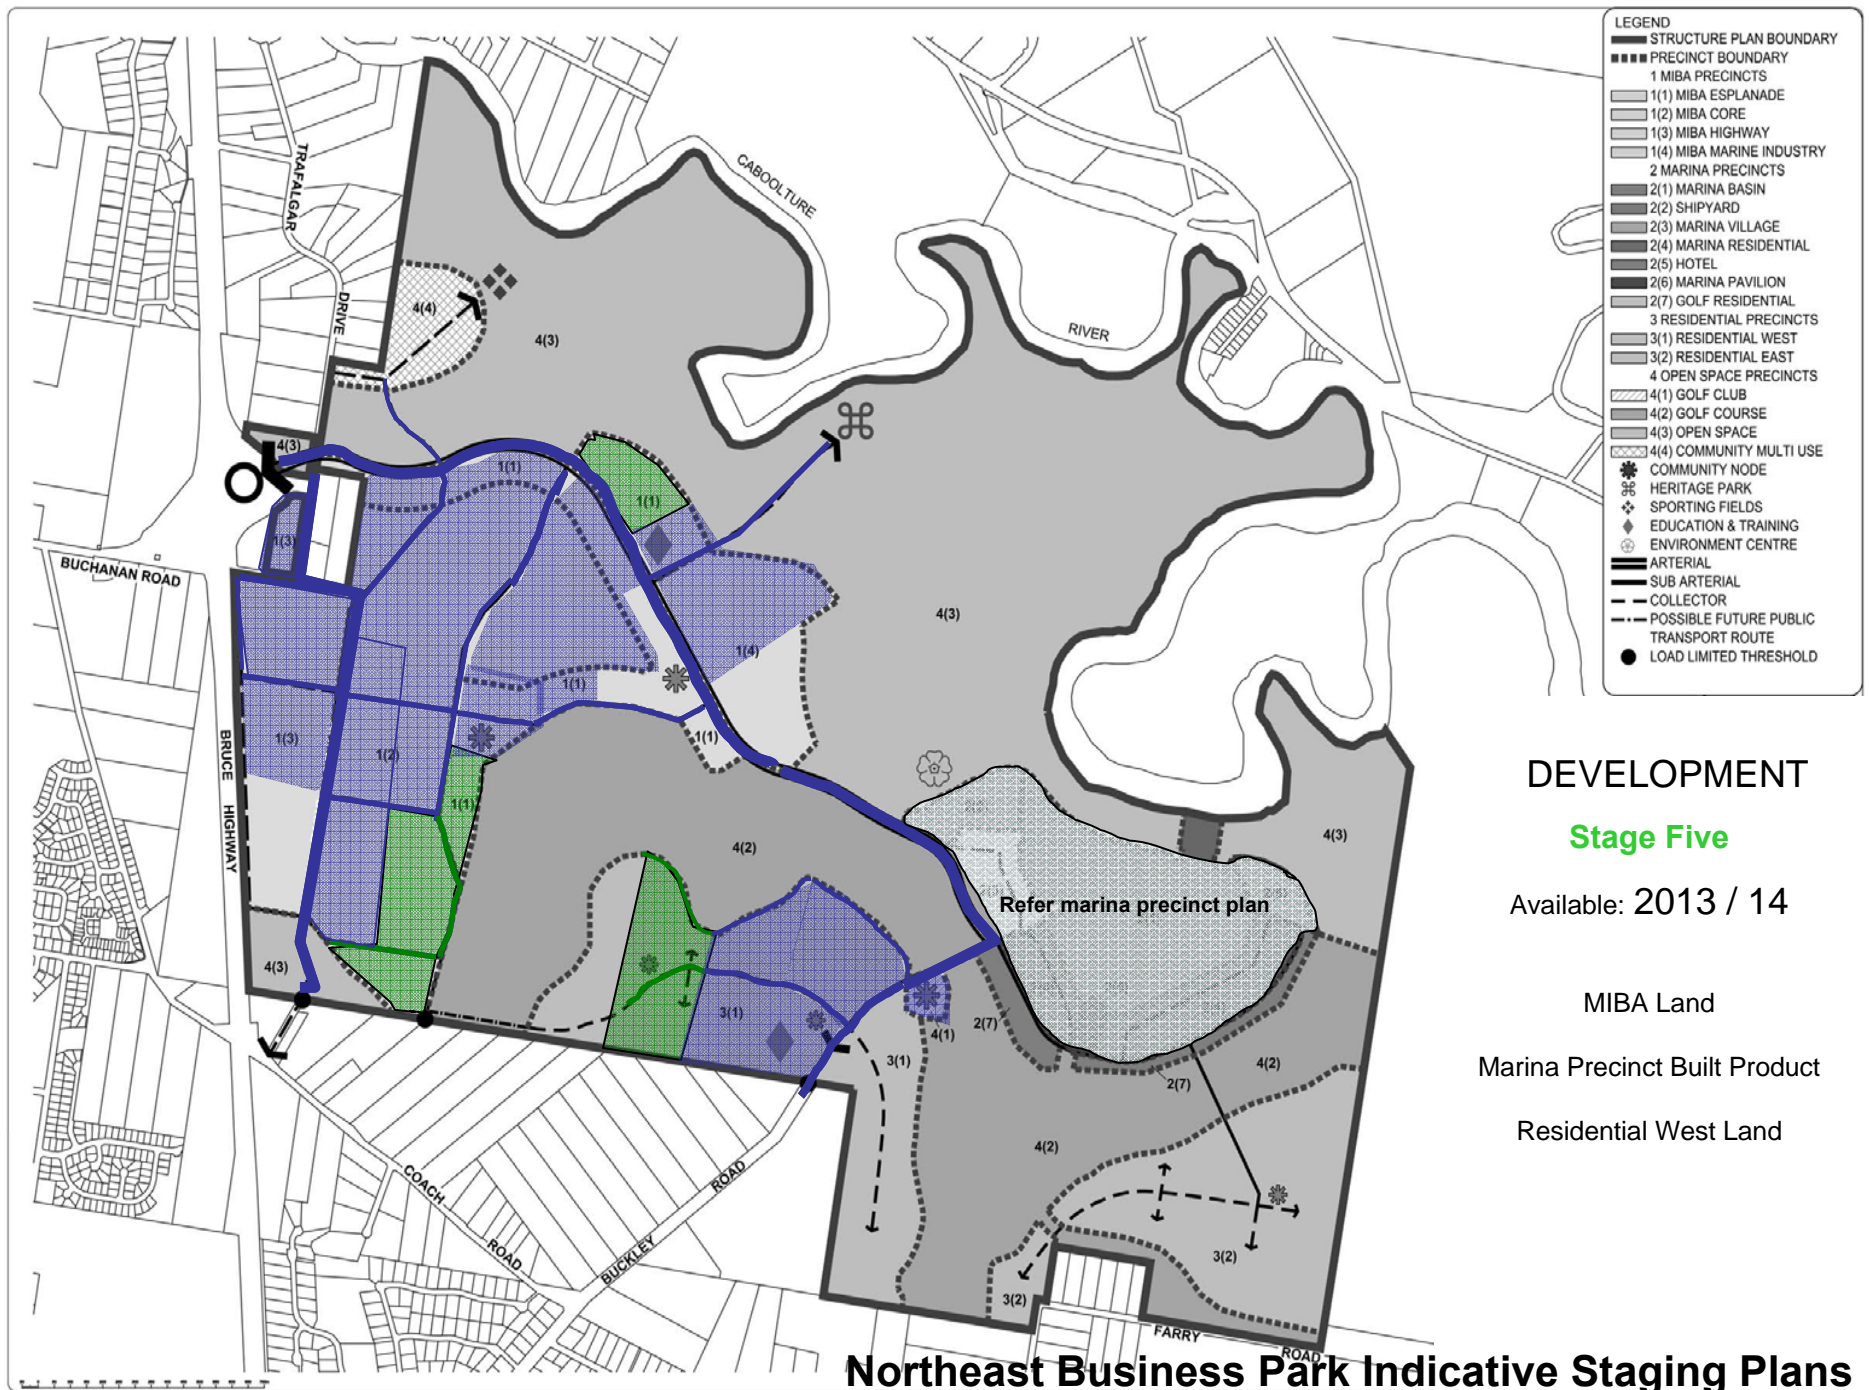 LEGEND
STRUCTURE PLAN BOUNDARY
PRECINCT BOUNDARY
1 MIBA PRECINCTS
1(1) MIBA ESPLANADE
1(2) MIBA CORE
1(3) MIBA HIGHWAY
1(4) MIBA MARINE INDUSTRY
2 MARINA PRECINCTS
2(1) MARINA BASIN
2(2) SHIPYARD
2(3) MARINA VILLAGE
2(4) MARINA RESIDENTIAL
2(5) HOTEL
2(6) MARINA PAVILION
2(7) GOLF RESIDENTIAL
3 RESIDENTIAL PRECINCTS
3(1) RESIDENTIAL WEST
3(2) RESIDENTIAL EAST
4 OPEN SPACE PRECINCTS
4(1) GOLF CLUB
4(2) GOLF COURSE
4(3) OPEN SPACE
4(4) COMMUNITY MULTI USE
COMMUNITY NODE
HERITAGE PARK
SPORTING FIELDS
EDUCATION & TRAINING
ENVIRONMENT CENTRE
ARTERIAL
SUB ARTERIAL
COLLECTOR
POSSIBLE FUTURE PUBLIC
TRANSPORT ROUTE
LOAD LIMITED THRESHOLD
TRAFALGAR
DRIVE
CABOOLTURE
RIVER
4(4)
4(3)
4(3)
1(1)
1(1)
1(3)
BUCHANAN ROAD
4(3)
1(4)
1(1)
1(3)
1(2)
1(1)
BRUCE
HIGHWAY
1(1)
4(2)
4(3)
Refer marina precinct plan
4(3)
3(1)
4(1)
2(7)
3(1)
4(2)
2(7)
4(2)
COACH
ROAD
BUCKLEY
ROAD
3(2)
3(2)
FARRY
ROAD
DEVELOPMENT
Stage Five
Available: 2013 / 14
MIBA Land
Marina Precinct Built Product
Residential West Land
Northeast Business Park Indicative Staging Plans